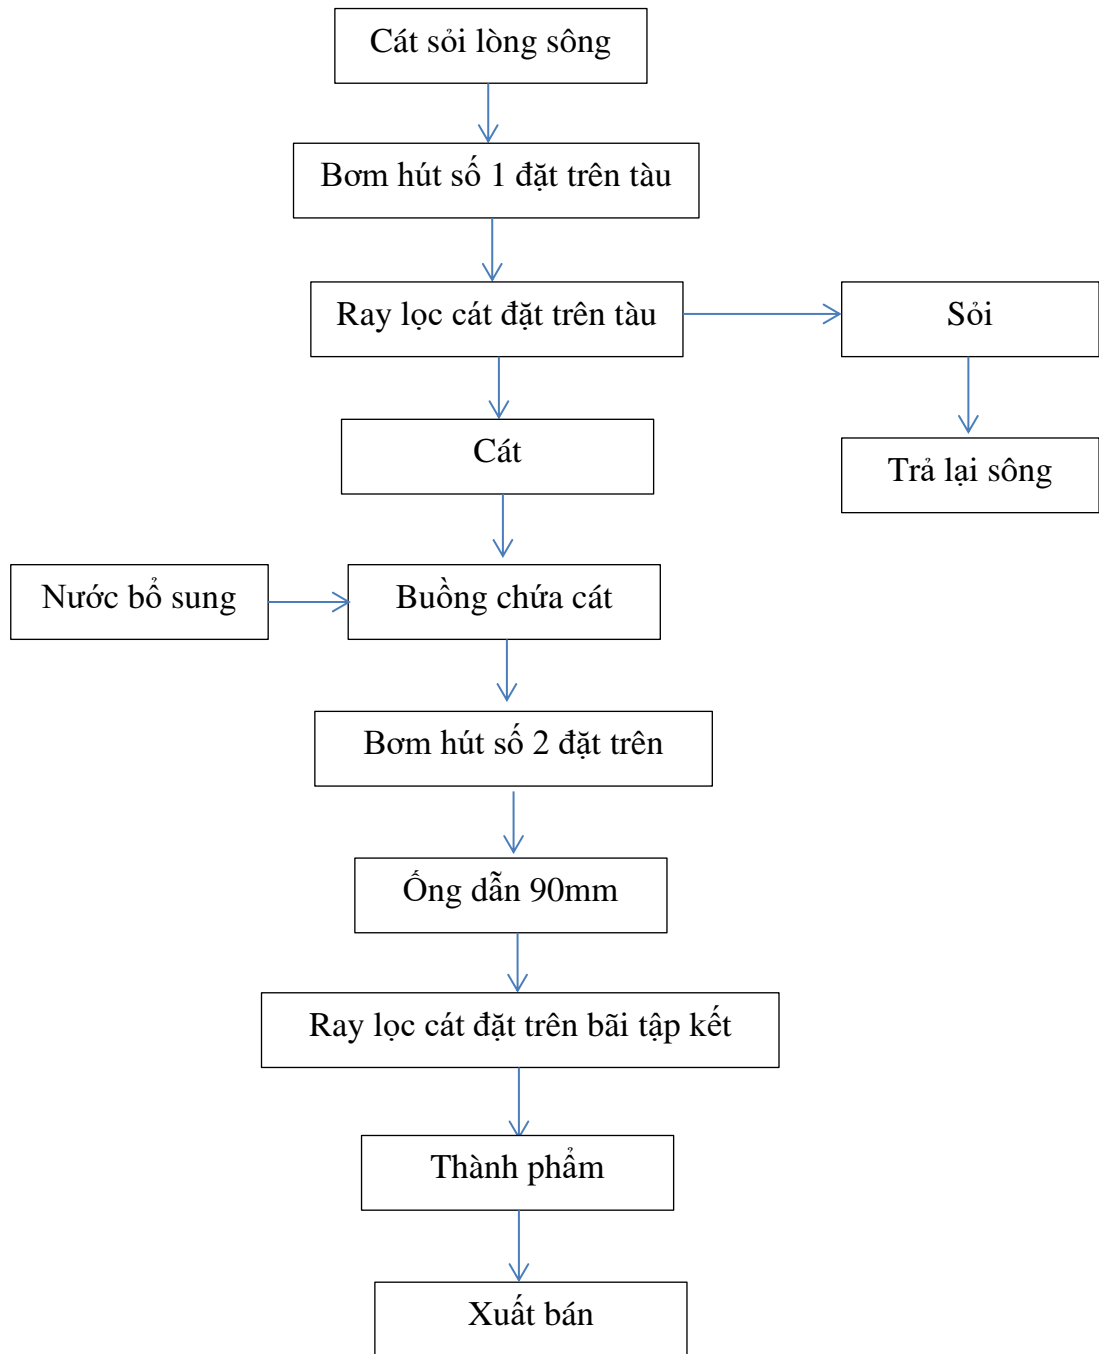 Cát sỏi lòng sông
Bơm hút số 1 đặt trên tàu
Ray lọc cát đặt trên tàu
Sỏi
Cát
Trả lại sông
Nước bổ sung
Buồng chứa cát
Bơm hút số 2 đặt trên
Ống dẫn 90mm
Ray lọc cát đặt trên bãi tập kết
Thành phẩm
Xuất bán